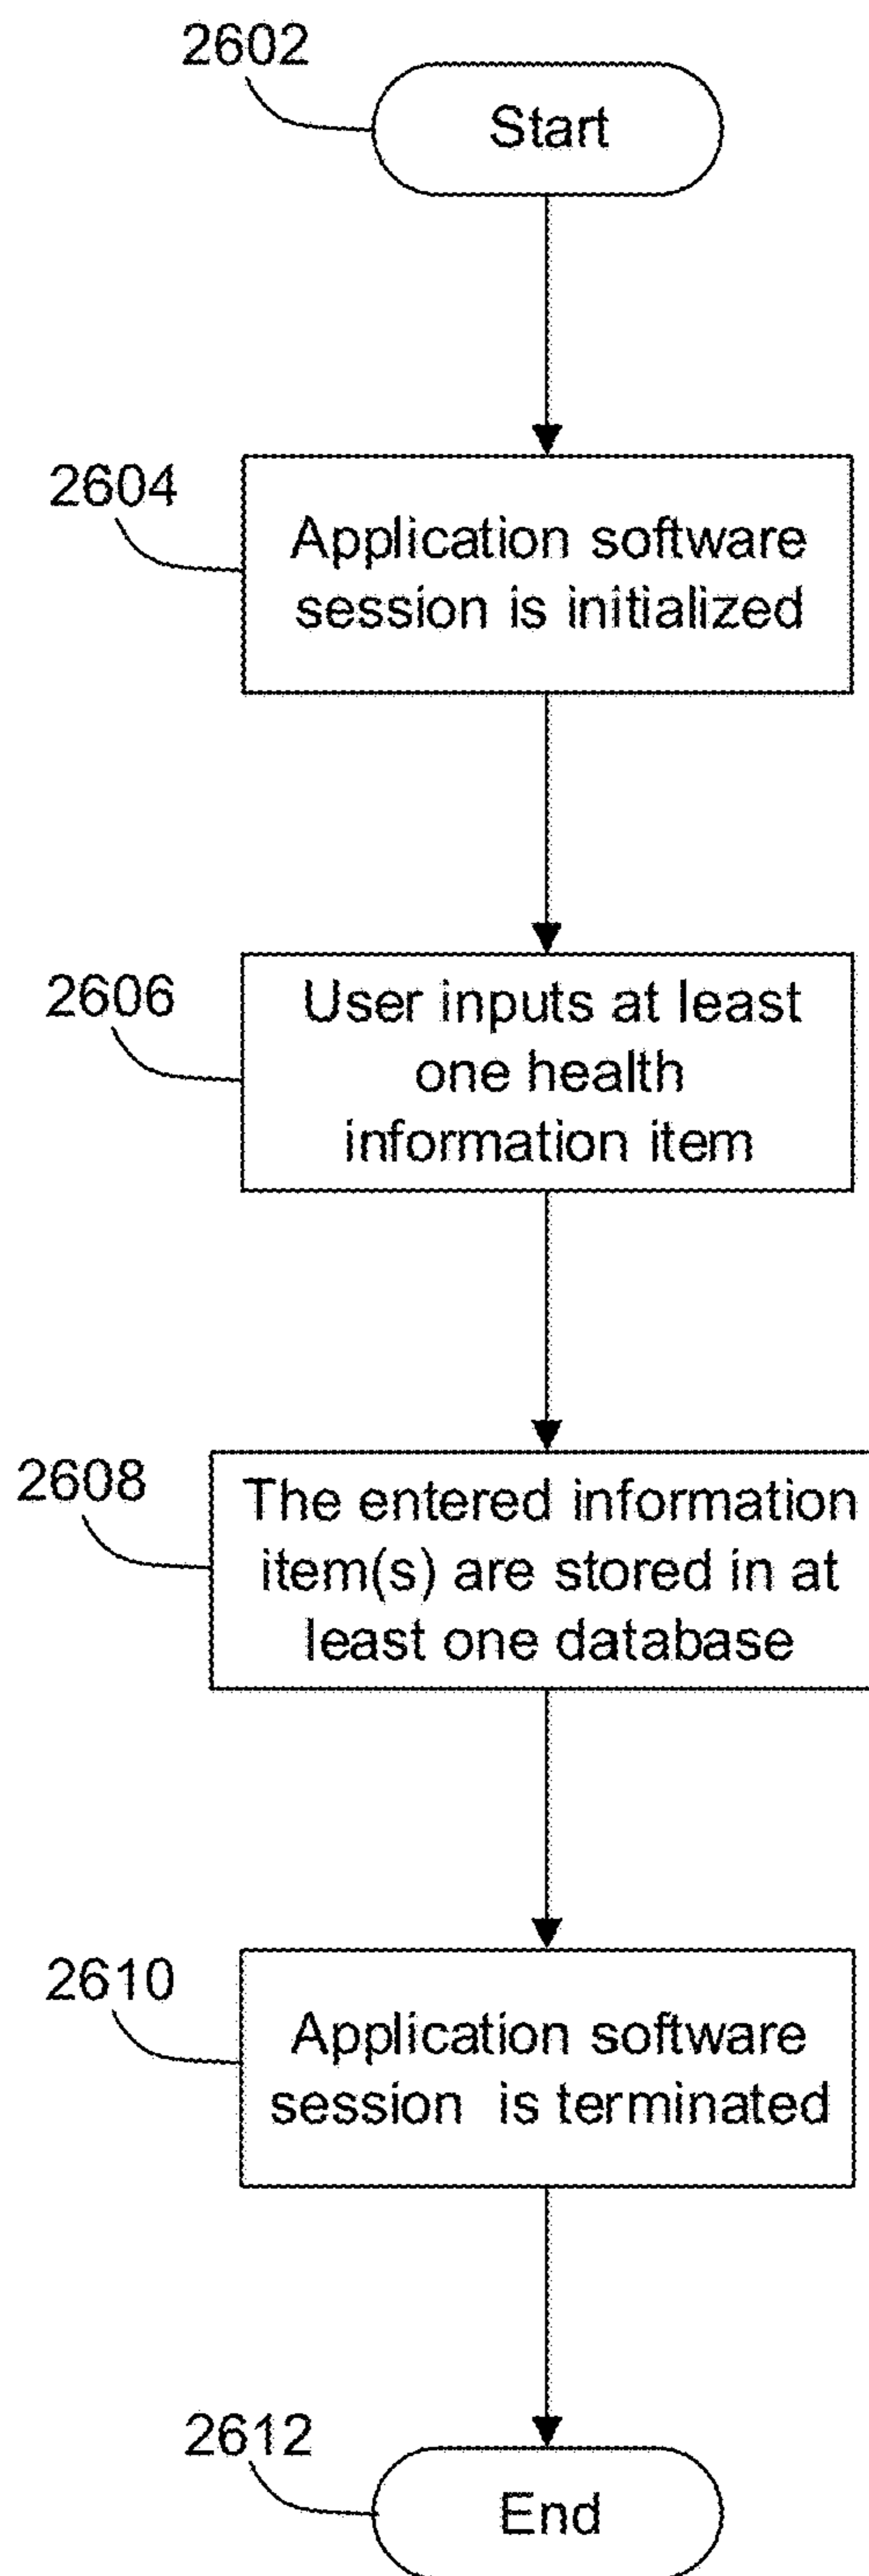 2602
Start
2604
Application software
session is initialized
2606
User inputs at least
one health
information item
2608
The entered information
item(s) are stored in at
least one database
2610
Application software
session is terminated
2612
End